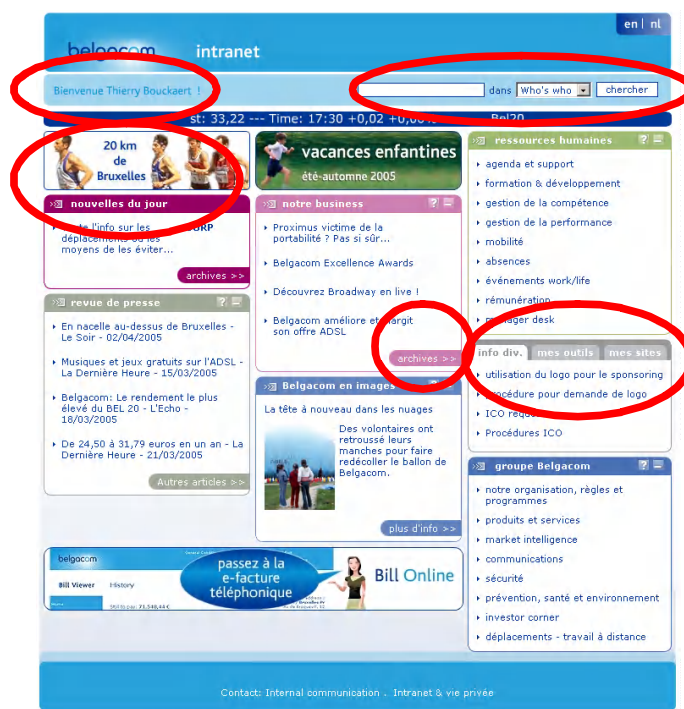 en | nl
belgacom intranet
Bienvenue Thierry Bouckaert !
dans Who's who chercher
st: 33,22 --- Time: 17:30 +0,02 +0,06% Bel20
20 km
de
Bruxelles
nouvelles du jour
l'info sur les
déplacements ou les
moyens de les éviter...
archives >>
revue de presse
En nacelle au-dessus de Bruxelles -
Le Soir - 02/04/2005
Musiques et jeux gratuits sur l'ADSL -
La Dernière Heure - 15/03/2005
Belgacom: Le rendement le plus
élevé du BEL 20 - L'Echo -
18/03/2005
De 24,50 à 31,79 euros en un an - La
Dernière Heure - 21/03/2005
Autres articles >>
vacances enfantines
été-automne 2005
notre business
Proximus victime de la
portabilité ? Pas si sûr...
Belgacom Excellence Awards
Découvrez Broadway en live !
Belgacom améliore et élargit
son offre ADSL
archives >>
Belgacom en images
La tête à nouveau dans les nuages
Des volontaires ont
retroussé leurs
manches pour faire
redécoller le ballon de
Belgacom.
plus d'info >>
ressources humaines
agenda et support
formation & développement
gestion de la compétence
gestion de la performance
mobilité
absences
événements work/life
rémunération
manager desk
info div. mes outils mes sites
utilisation du logo pour le sponsoring
procédure pour demande de logo
ICO
Procédures ICO
groupe Belgacom
notre organisation, règles et
programmes
produits et services
market intelligence
communications
sécurité
prévention, santé et environnement
investor corner
déplacements - travail à distance
belgacom
Bill Viewer History
passez à la
e-facture
téléphonique
Bill Online
Contact: Internal communication . Intranet & vie privée